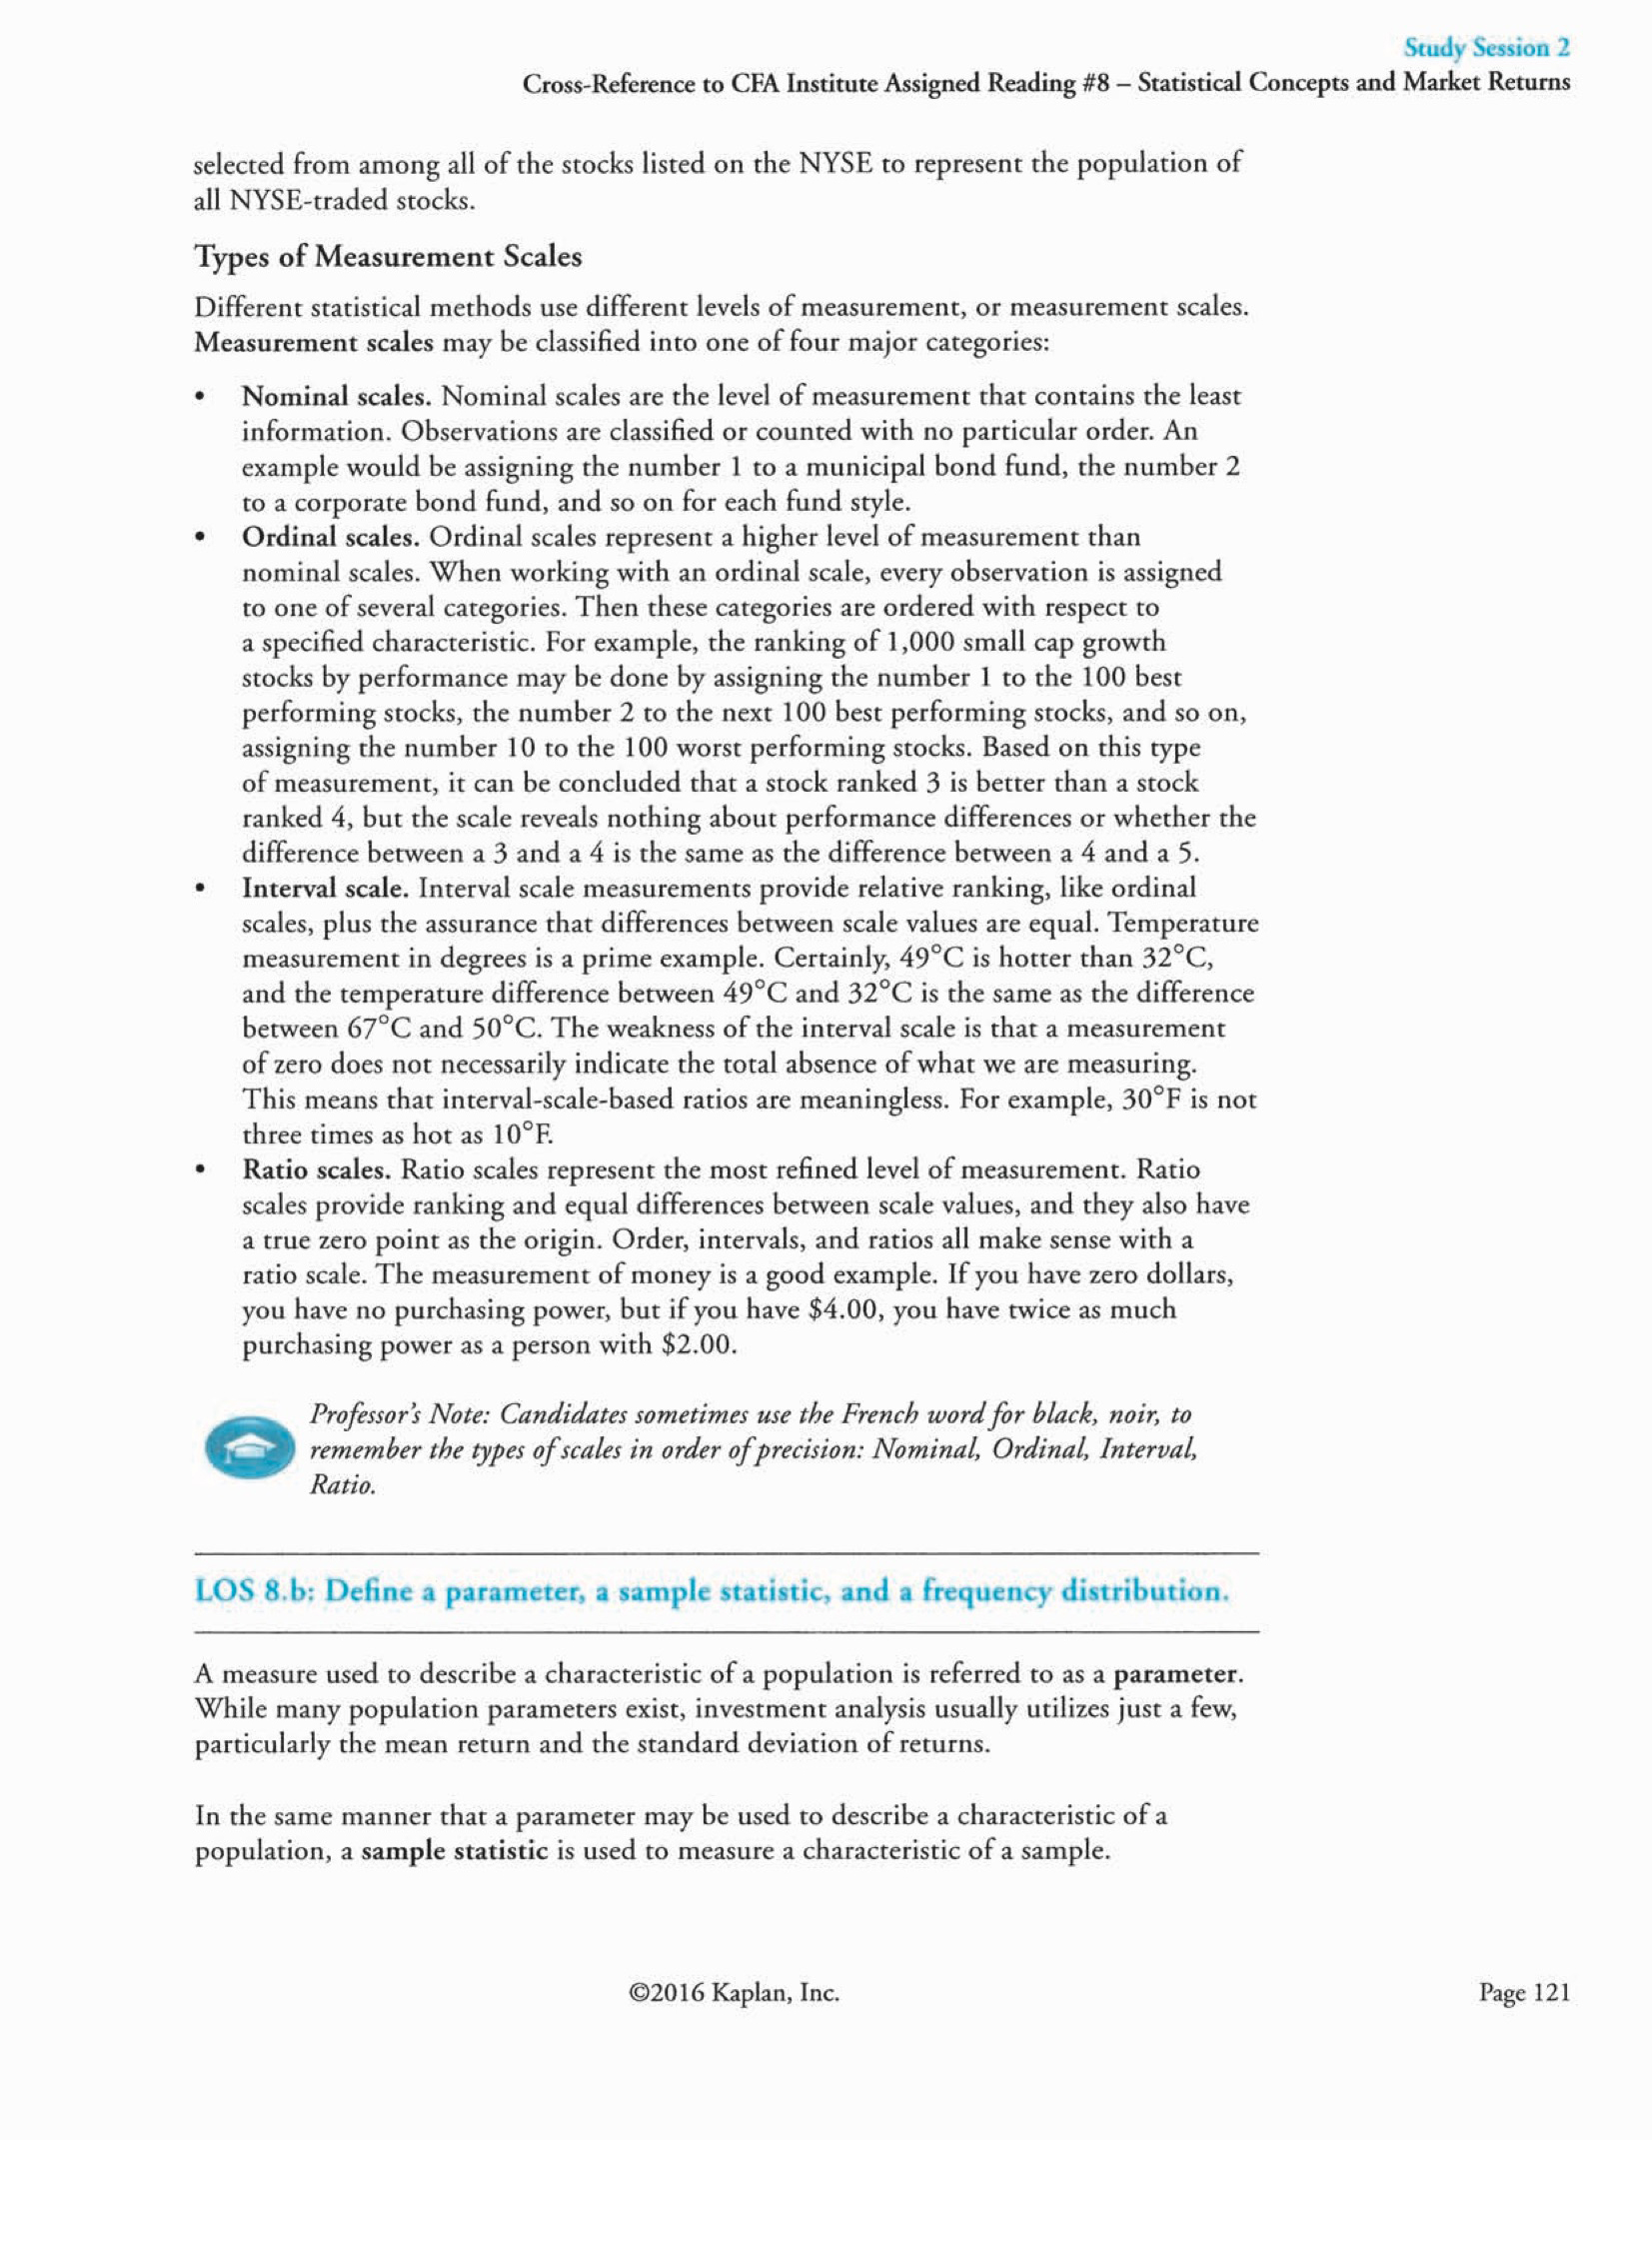 Study Session 2
Cross-Reference to CFA Institute Assigned Reading #8 – Statistical Concepts and Market Returns
selected from among all of the stocks listed on the NYSE to represent the population of
all NYSE-traded stocks.
Types of Measurement Scales
Different statistical methods use different levels of measurement, or measurement scales.
Measurement scales may be classified into one of four major categories:
• Nominal scales. Nominal scales are the level of measurement that contains the least
information. Observations are classified or counted with no particular order. An
example would be assigning the number 1 to a municipal bond fund, the number 2
to a corporate bond fund, and so on for each fund style.
• Ordinal scales. Ordinal scales represent a higher level of measurement than
nominal scales. When working with an ordinal scale, every observation is assigned
to one of several categories. Then these categories are ordered with respect to
a specified characteristic. For example, the ranking of 1,000 small cap growth
stocks by performance may be done by assigning the number 1 to the 100 best
performing stocks, the number 2 to the next 100 best performing stocks, and so on,
assigning the number 10 to the 100 worst performing stocks. Based on this type
of measurement, it can be concluded that a stock ranked 3 is better than a stock
ranked 4, but the scale reveals nothing about performance differences or whether the
difference between a 3 and a 4 is the same as the difference between a 4 and a 5.
• Interval scale. Interval scale measurements provide relative ranking, like ordinal
scales, plus the assurance that differences between scale values are equal. Temperature
measurement in degrees is a prime example. Certainly, 49°C is hotter than 32°C,
and the temperature difference between 49°C and 32°C is the same as the difference
between 67°C and 50°C. The weakness of the interval scale is that a measurement
of zero does not necessarily indicate the total absence of what we are measuring.
This means that interval-scale-based ratios are meaningless. For example, 30°F is not
three times as hot as 10°F.
• Ratio scales. Ratio scales represent the most refined level of measurement. Ratio
scales provide ranking and equal differences between scale values, and they also have
a true zero point as the origin. Order, intervals, and ratios all make sense with a
ratio scale. The measurement of money is a good example. If you have zero dollars,
you have no purchasing power, but if you have $4.00, you have twice as much
purchasing power as a person with $2.00.
Professor's Note: Candidates sometimes use the French word for black, noir, to
remember the types of scales in order of precision: Nominal, Ordinal, Interval,
Ratio.
LOS 8.b: Define a parameter, a sample statistic, and a frequency distribution.
A measure used to describe a characteristic of a population is referred to as a parameter.
While many population parameters exist, investment analysis usually utilizes just a few,
particularly the mean return and the standard deviation of returns.
In the same manner that a parameter may be used to describe a characteristic of a
population, a sample statistic is used to measure a characteristic of a sample.
©2016 Kaplan, Inc.
Page 121